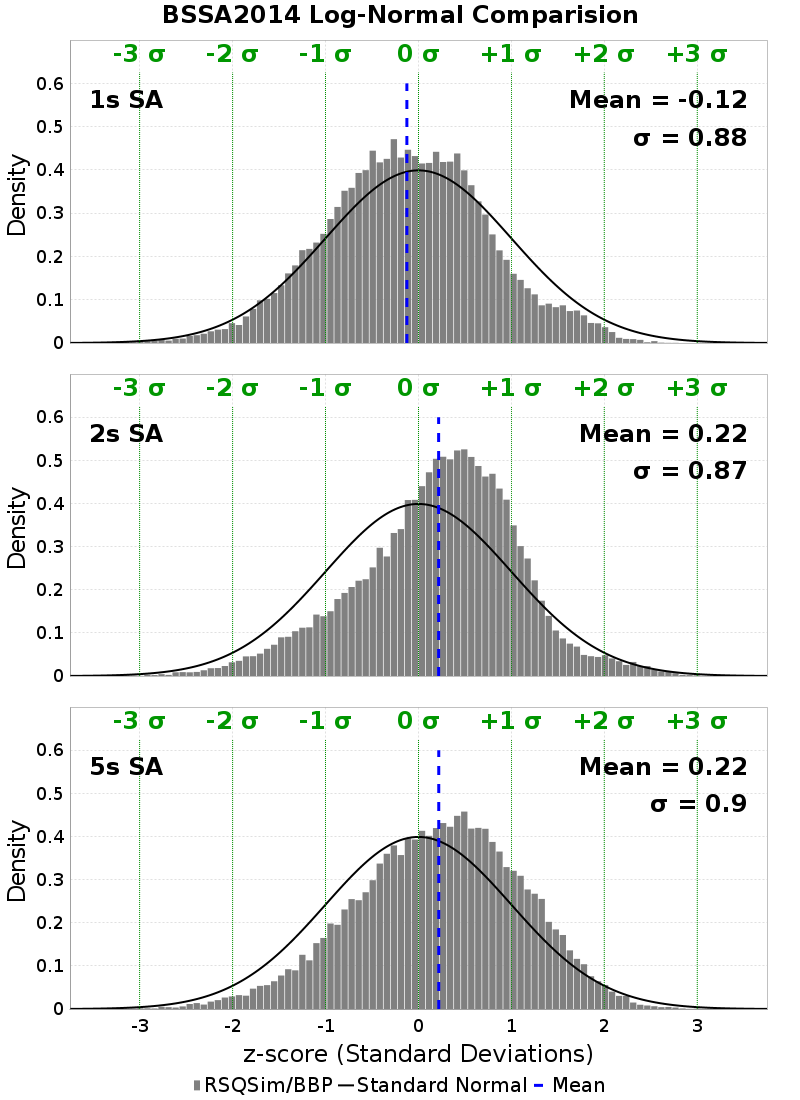 BSSA2014 Log-Normal Comparision
-3 σ -2 σ -1 σ 0 σ +1 σ +2 σ +3 σ
1s SA
Mean = -0.12
σ = 0.88
Density
0.6
0.5
0.4
0.3
0.2
0.1
0
-3 σ -2 σ -1 σ 0 σ +1 σ +2 σ +3 σ
2s SA
Mean = 0.22
σ = 0.87
Density
0.6
0.5
0.4
0.3
0.2
0.1
0
-3 σ -2 σ -1 σ 0 σ +1 σ +2 σ +3 σ
5s SA
Mean = 0.22
σ = 0.9
Density
0.6
0.5
0.4
0.3
0.2
0.1
0
-3 -2 -1 0 1 2 3
z-score (Standard Deviations)
RSQSim/BBP Standard Normal Mean